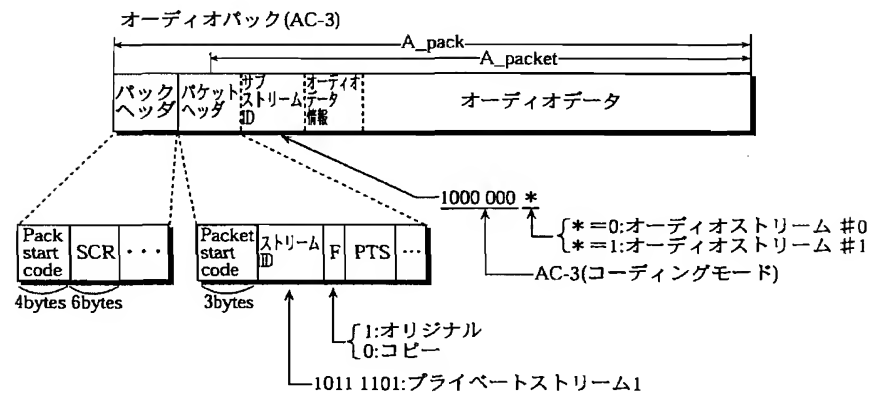 オーディオパック(AC-3)
A_pack
A_packet
パック
ヘッダ
パケット
ヘッダ
サブ
ストリーム
ID
オーディオ
データ
情報
オーディオデータ
1000 000 *
*=0:オーディオストリーム #0
*=1:オーディオストリーム #1
AC-3(コーディングモード)
Pack
start
code
SCR
・・・
Packet
start
code
ストリーム
ID
F
PTS
・・・
4bytes 6bytes
3bytes
1:オリジナル
0:コピー
1011 1101:プライベートストリーム1